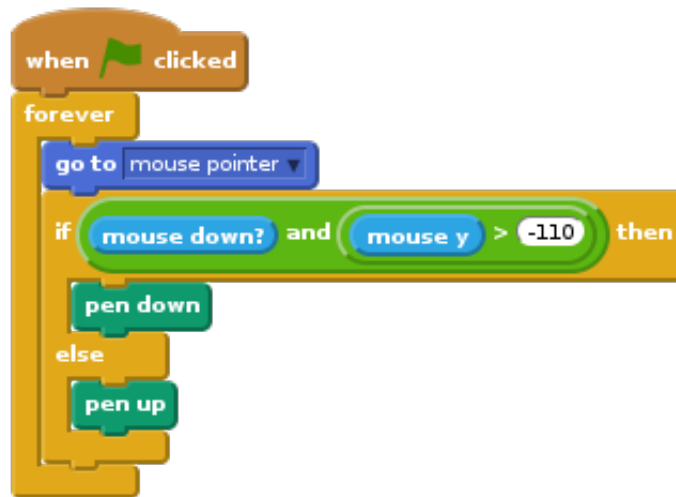 when clicked
forever
go to mouse pointer
if mouse down? and mouse y > -110 then
pen down
else
pen up